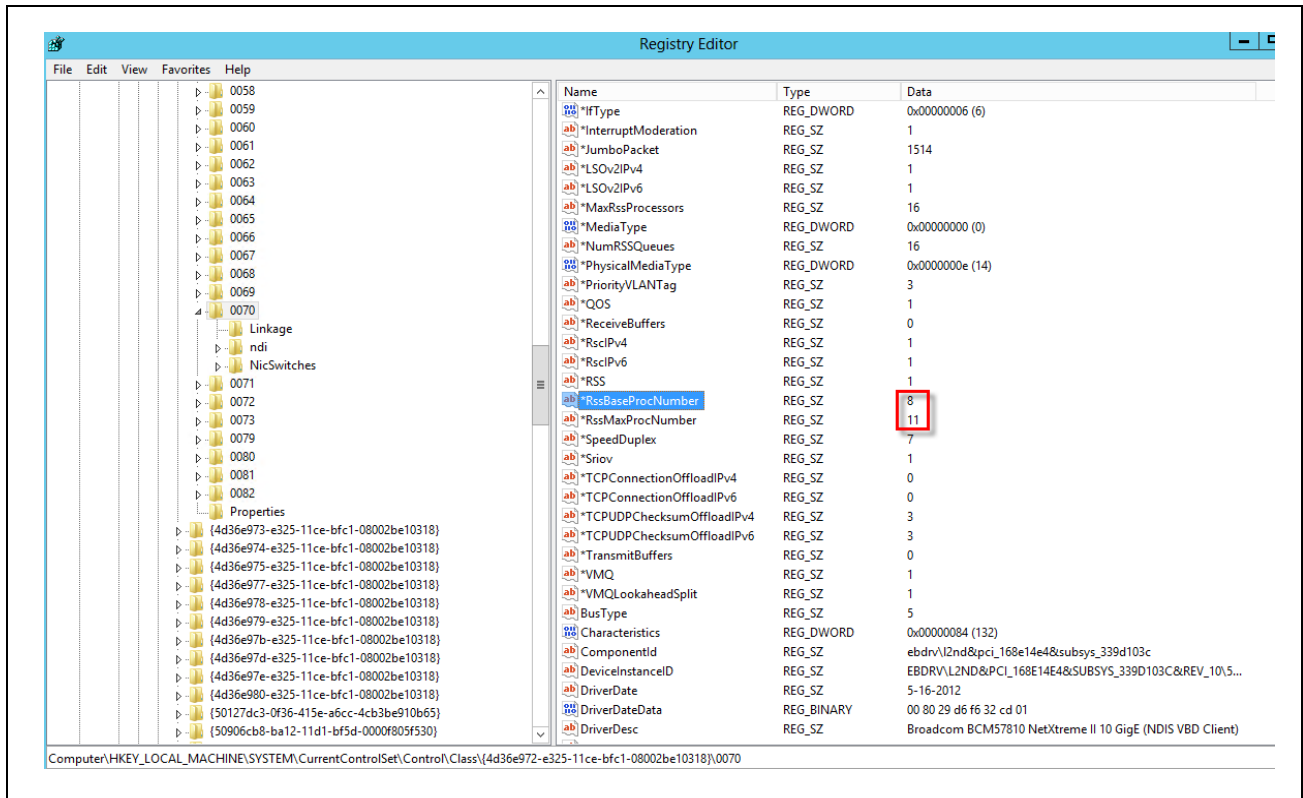 Registry Editor
File Edit View Favorites Help
0058
0059
0060
0061
0062
0063
0064
0065
0066
0067
0068
0069
0070
Linkage
ndi
NicSwitches
0071
0072
0073
0079
0080
0081
0082
Properties
{4d36e973-e325-11ce-bfc1-08002be10318}
{4d36e974-e325-11ce-bfc1-08002be10318}
{4d36e975-e325-11ce-bfc1-08002be10318}
{4d36e977-e325-11ce-bfc1-08002be10318}
{4d36e978-e325-11ce-bfc1-08002be10318}
{4d36e979-e325-11ce-bfc1-08002be10318}
{4d36e97b-e325-11ce-bfc1-08002be10318}
{4d36e97d-e325-11ce-bfc1-08002be10318}
{4d36e97e-e325-11ce-bfc1-08002be10318}
{4d36e980-e325-11ce-bfc1-08002be10318}
{50127dc3-0f36-415e-a6cc-4cb3be910b65}
{50906cb8-ba12-11d1-bf5d-0000f805f530}
Name Type Data
*IfType REG_DWORD 0x00000006 (6)
*InterruptModeration REG_SZ 1
*JumboPacket REG_SZ 1514
*LSOv2IPv4 REG_SZ 1
*LSOv2IPv6 REG_SZ 1
*MaxRssProcessors REG_SZ 16
*MediaType REG_DWORD 0x00000000 (0)
*NumRSSQueues REG_SZ 16
*PhysicalMediaType REG_DWORD 0x0000000e (14)
*PriorityVLANTag REG_SZ 3
*QOS REG_SZ 1
*ReceiveBuffers REG_SZ 0
*RscIPv4 REG_SZ 1
*RscIPv6 REG_SZ 1
*RSS REG_SZ 1
*RssBaseProcNumber REG_SZ 8
*RssMaxProcNumber REG_SZ 11
*SpeedDuplex REG_SZ 7
*Sriov REG_SZ 1
*TCPConnectionOffloadIPv4 REG_SZ 0
*TCPConnectionOffloadIPv6 REG_SZ 0
*TCPUDPChecksumOffloadIPv4 REG_SZ 3
*TCPUDPChecksumOffloadIPv6 REG_SZ 3
*TransmitBuffers REG_SZ 0
*VMQ REG_SZ 1
*VMQLookaheadSplit REG_SZ 1
BusType REG_SZ 5
Characteristics REG_DWORD 0x00000084 (132)
ComponentId REG_SZ ebdrv\l2nd&pci_168e14e4&subsys_339d103c
DeviceInstanceID REG_SZ EBDRV\L2ND&PCI_168E14E4&SUBSYS_339D103C&REV_10\5...
DriverDate REG_SZ 5-16-2012
DriverDateData REG_BINARY 00 80 29 d6 f6 32 cd 01
DriverDesc REG_SZ Broadcom BCM57810 NetXtreme II 10 GigE (NDIS VBD Client)
Computer\HKEY_LOCAL_MACHINE\SYSTEM\CurrentControlSet\Control\Class\{4d36e972-e325-11ce-bfc1-08002be10318}\0070